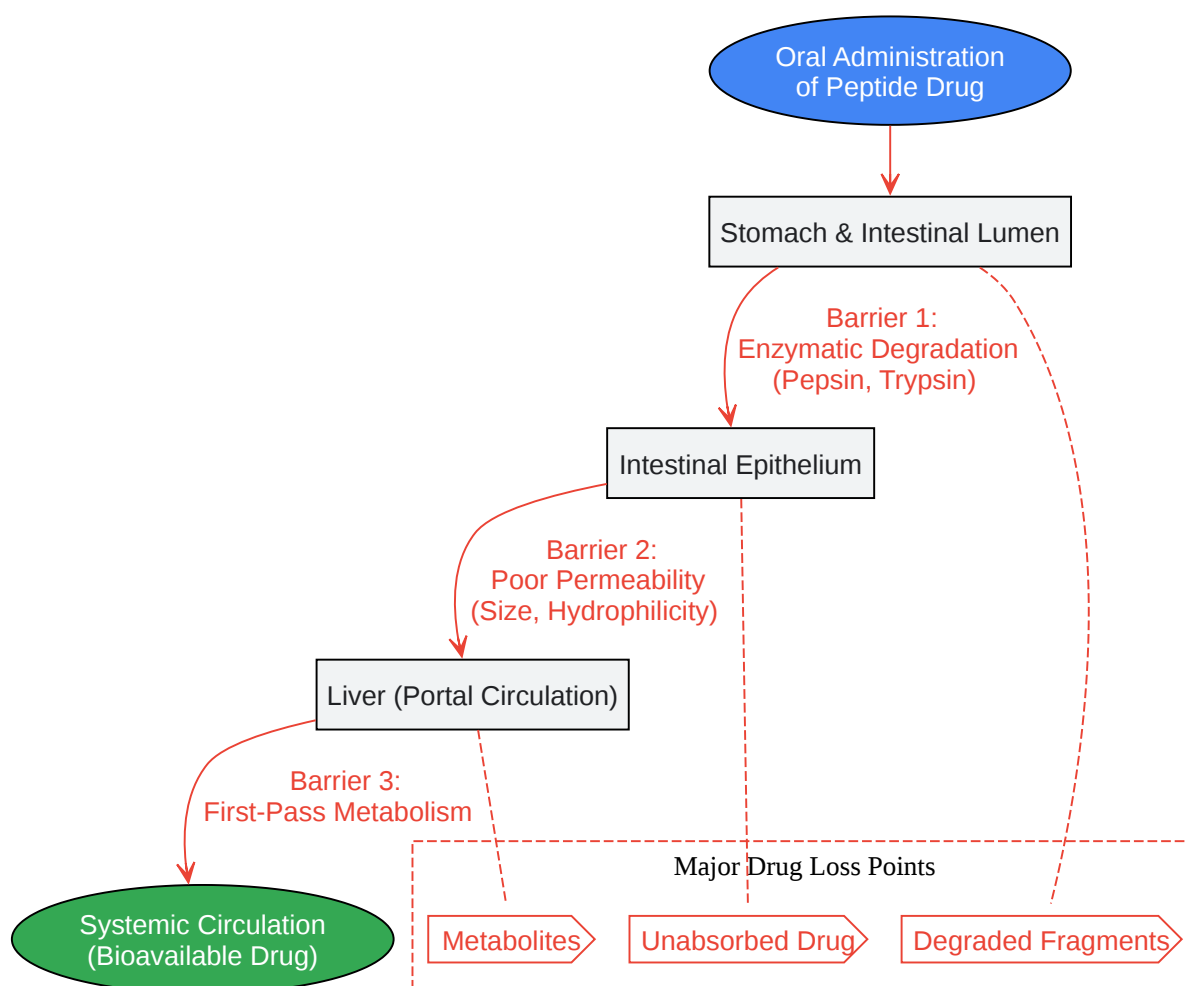 Oral Administration
of Peptide Drug
Stomach & Intestinal Lumen
Barrier 1:
Enzymatic Degradation
(Pepsin, Trypsin)
Intestinal Epithelium
Barrier 2:
Poor Permeability
(Size, Hydrophilicity)
Liver (Portal Circulation)
Barrier 3:
First-Pass Metabolism
Major Drug Loss Points
Systemic Circulation
(Bioavailable Drug)
Metabolites
Unabsorbed Drug
Degraded Fragments